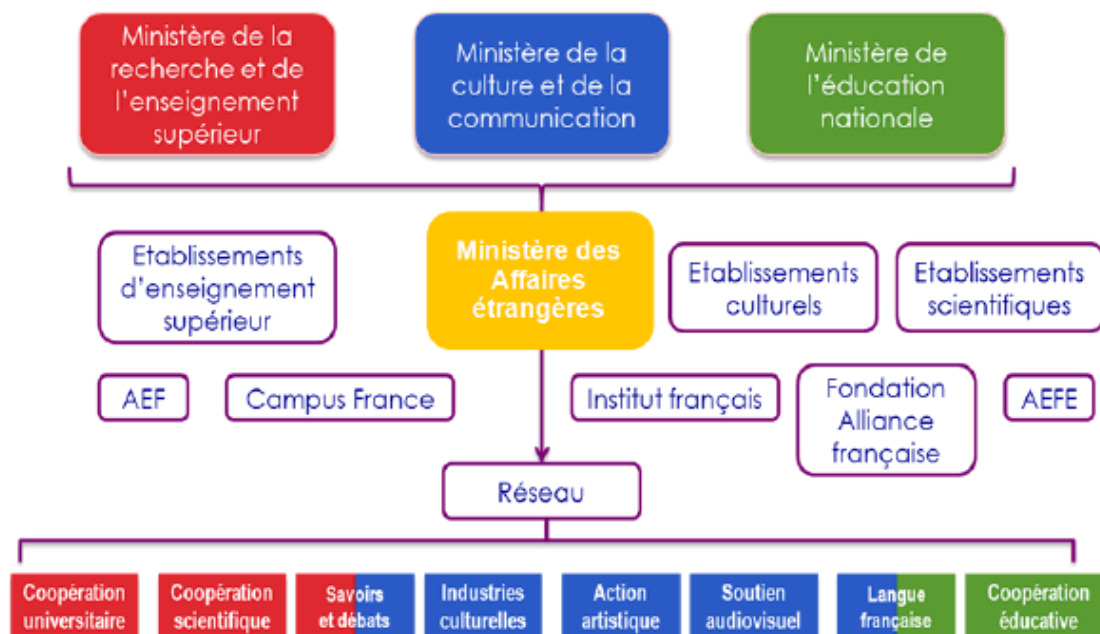 Ministère de la
recherche et de
l'enseignement
supérieur
Ministère de la
culture et de la
communication
Ministère de
l'éducation
nationale
Etablissements
d'enseignement
supérieur
Ministère des
Affaires
étrangères
Etablissements
culturels
Etablissements
scientifiques
AEF
Campus France
Institut français
Fondation
Alliance
française
AEFE
Réseau
Coopération
universitaire
Coopération
scientifique
Savoirs
et débats
Industries
culturelles
Action
artistique
Soutien
audiovisuel
Langue
française
Coopération
éducative